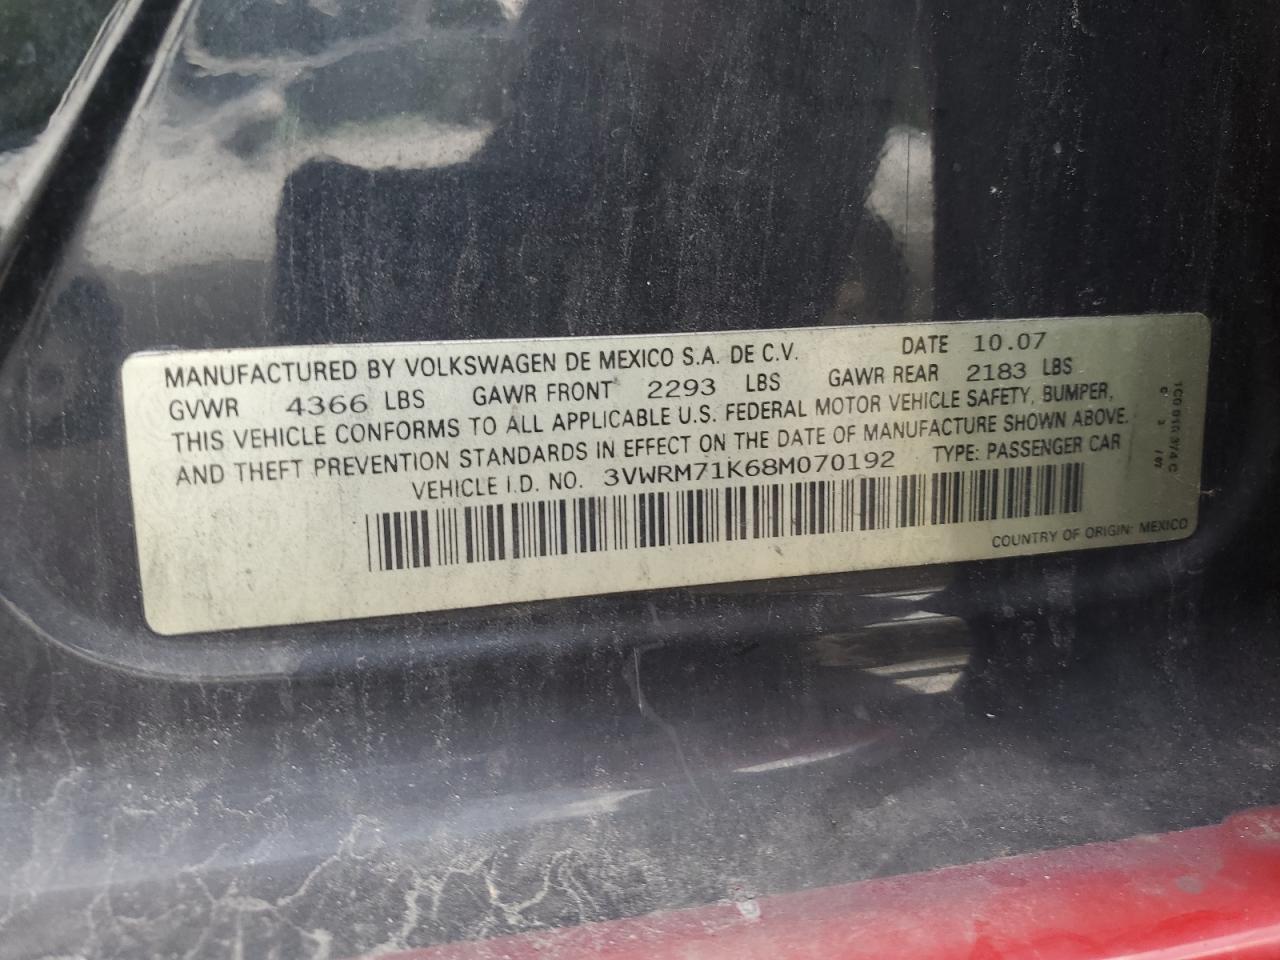 MANUFACTURED BY VOLKSWAGEN DE MEXICO S.A. DE C.V. DATE 10.07
GVWR 4366 LBS GAWR FRONT 2293 LBS GAWR REAR 2183 LBS
THIS VEHICLE CONFORMS TO ALL APPLICABLE U.S. FEDERAL MOTOR VEHICLE SAFETY, BUMPER,
AND THEFT PREVENTION STANDARDS IN EFFECT ON THE DATE OF MANUFACTURE SHOWN ABOVE.
VEHICLE I.D. NO. 3VWRM71K68M070192 TYPE: PASSENGER CAR
COUNTRY OF ORIGIN: MEXICO